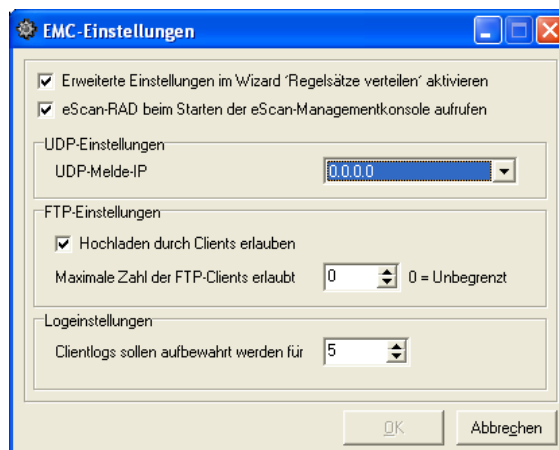 EMC-Einstellungen
Erweiterte Einstellungen im Wizard 'Regelsätze verteilen' aktivieren
eScan-RAD beim Starten der eScan-Managementkonsole aufrufen
UDP-Einstellungen
UDP-Melde-IP 0.0.0.0
FTP-Einstellungen
Hochladen durch Clients erlauben
Maximale Zahl der FTP-Clients erlaubt 0 0 = Unbegrenzt
Logeinstellungen
Clientlogs sollen aufbewahrt werden für 5
OK Abbrechen